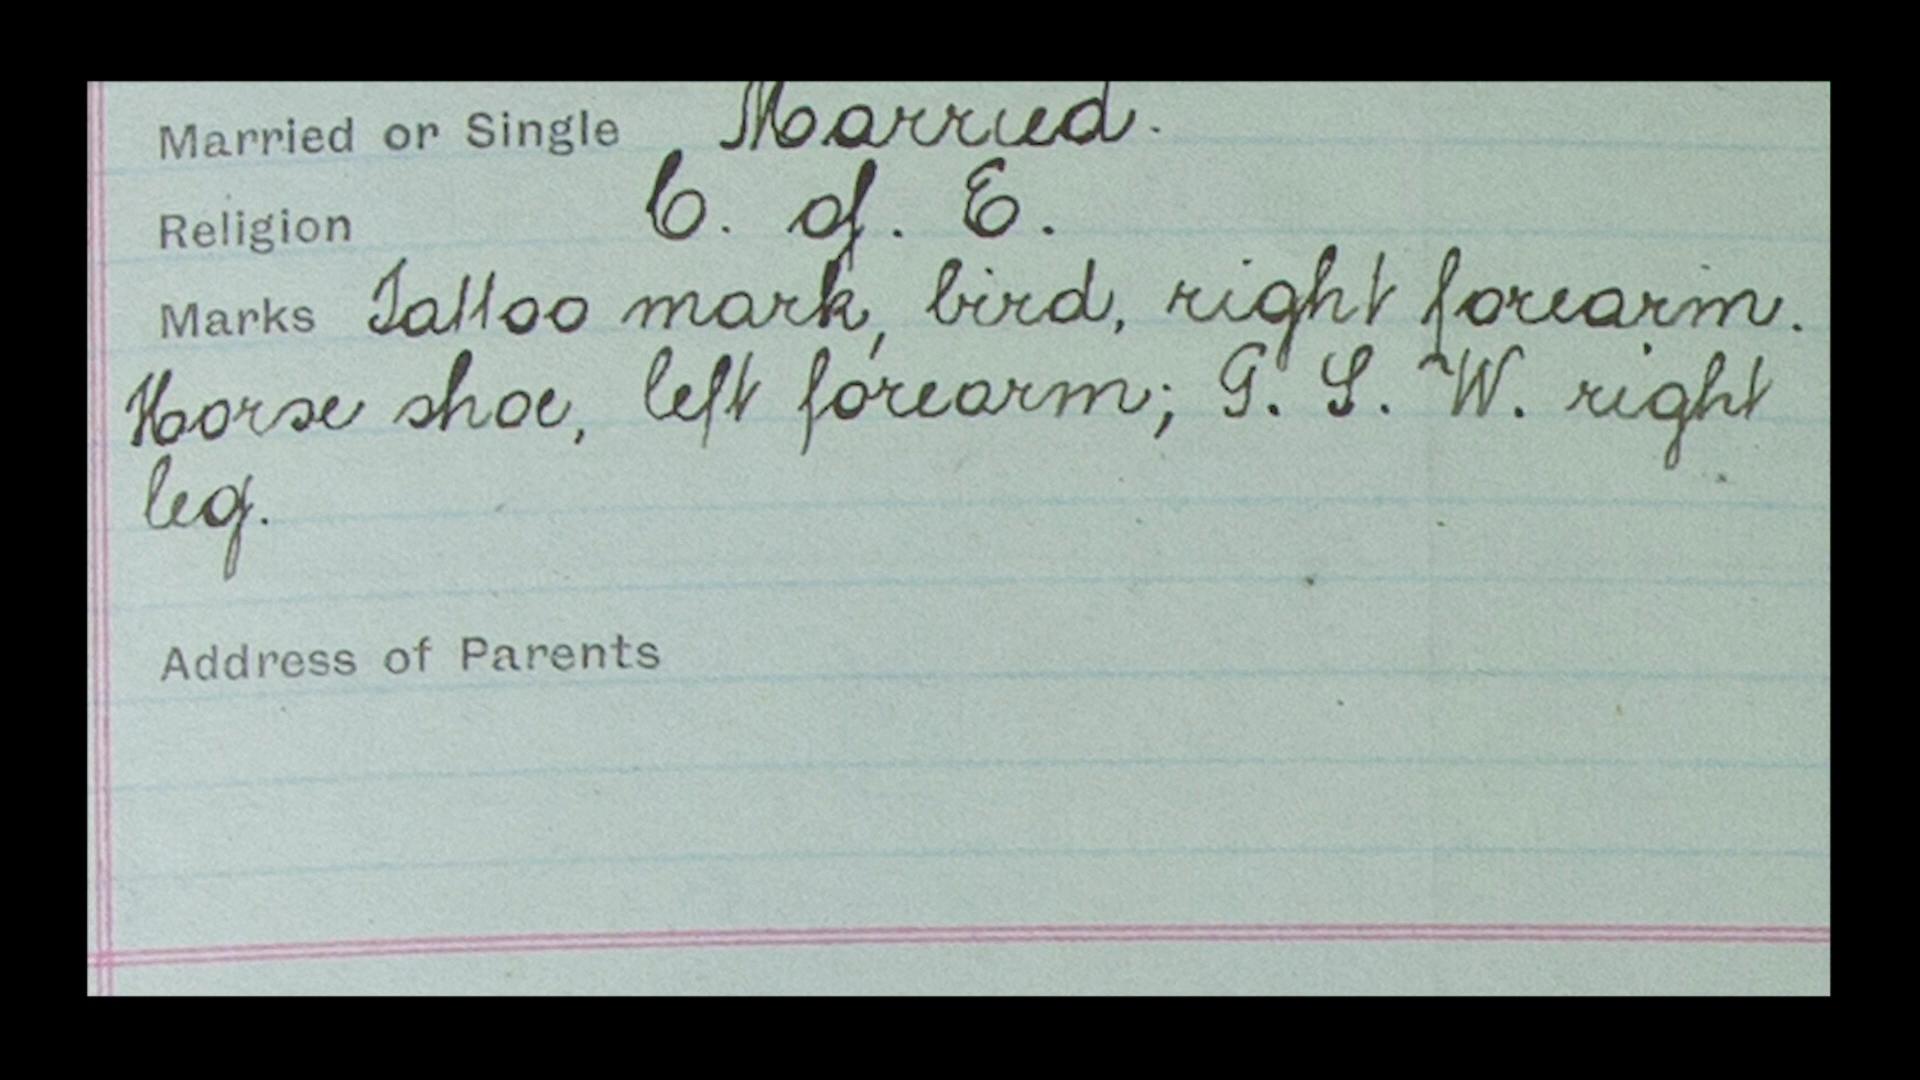 Married or Single Married.
Religion C. of. E.
Marks Tattoo mark, bird, right forearm.
Horse shoe, left forearm; G. S. W. right
leg.
Address of Parents